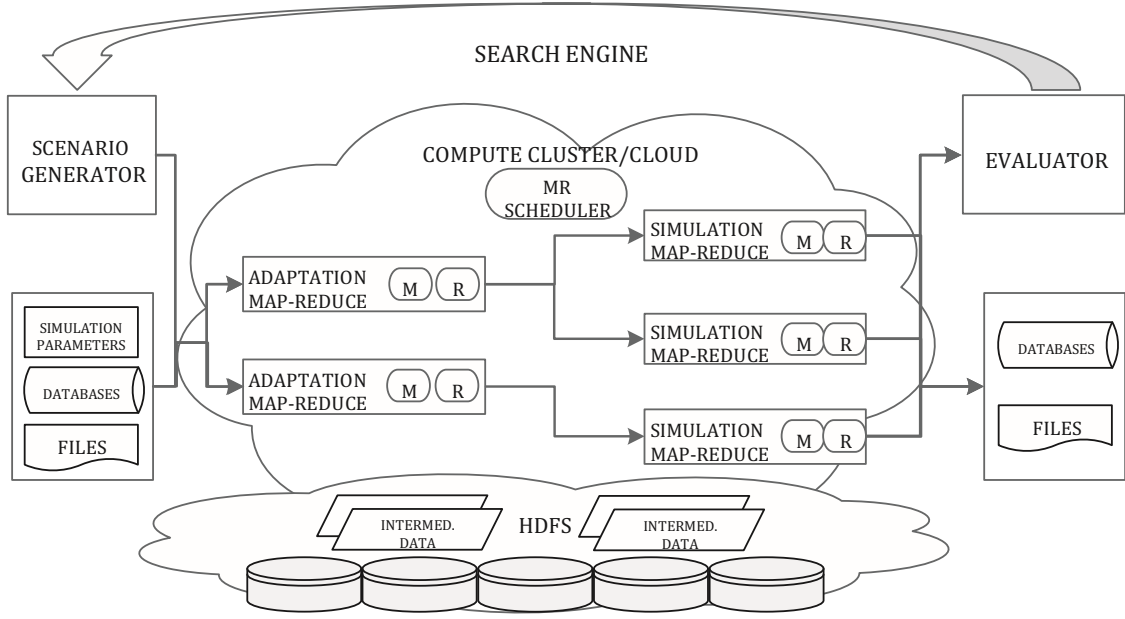 SEARCH ENGINE
SCENARIO
GENERATOR
COMPUTE CLUSTER/CLOUD
EVALUATOR
MR
SCHEDULER
SIMULATION
MAP-REDUCE
M
R
ADAPTATION
MAP-REDUCE
M
R
SIMULATION
PARAMETERS
DATABASES
FILES
SIMULATION
MAP-REDUCE
M
R
DATABASES
ADAPTATION
MAP-REDUCE
M
R
SIMULATION
MAP-REDUCE
M
R
FILES
INTERMED.
DATA
HDFS
INTERMED.
DATA